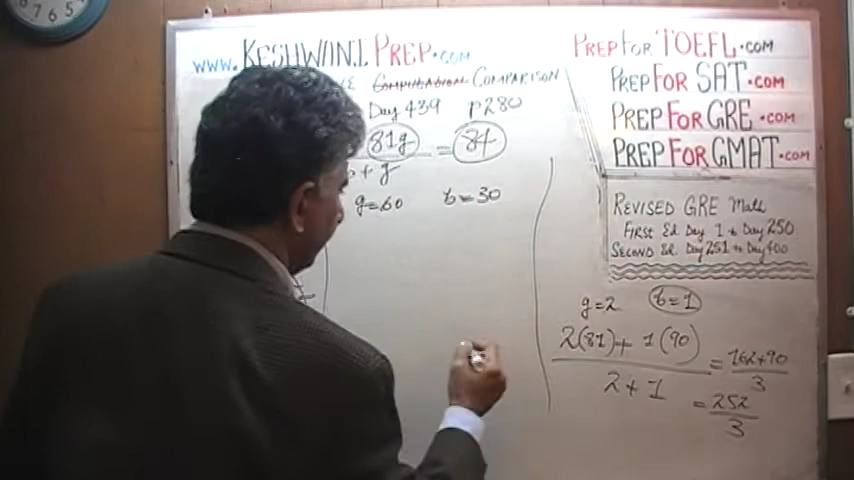 7 6 5
www. KESHWANI PREP.COM
COMPARISON
Day 439 P280
81g = 84
b + g
g=60 b=30
PREP FOR TOEFL.COM
PREP FOR SAT.COM
PREP FOR GRE.COM
PREP FOR GMAT.COM
REVISED GRE Math
FIRST Ed. Day 1 to Day 250
SECOND Ed. Day 251 to Day 400
g=2 b=1
2(81)+ 1(90) = 162+90
2 + 1 3
= 252
3